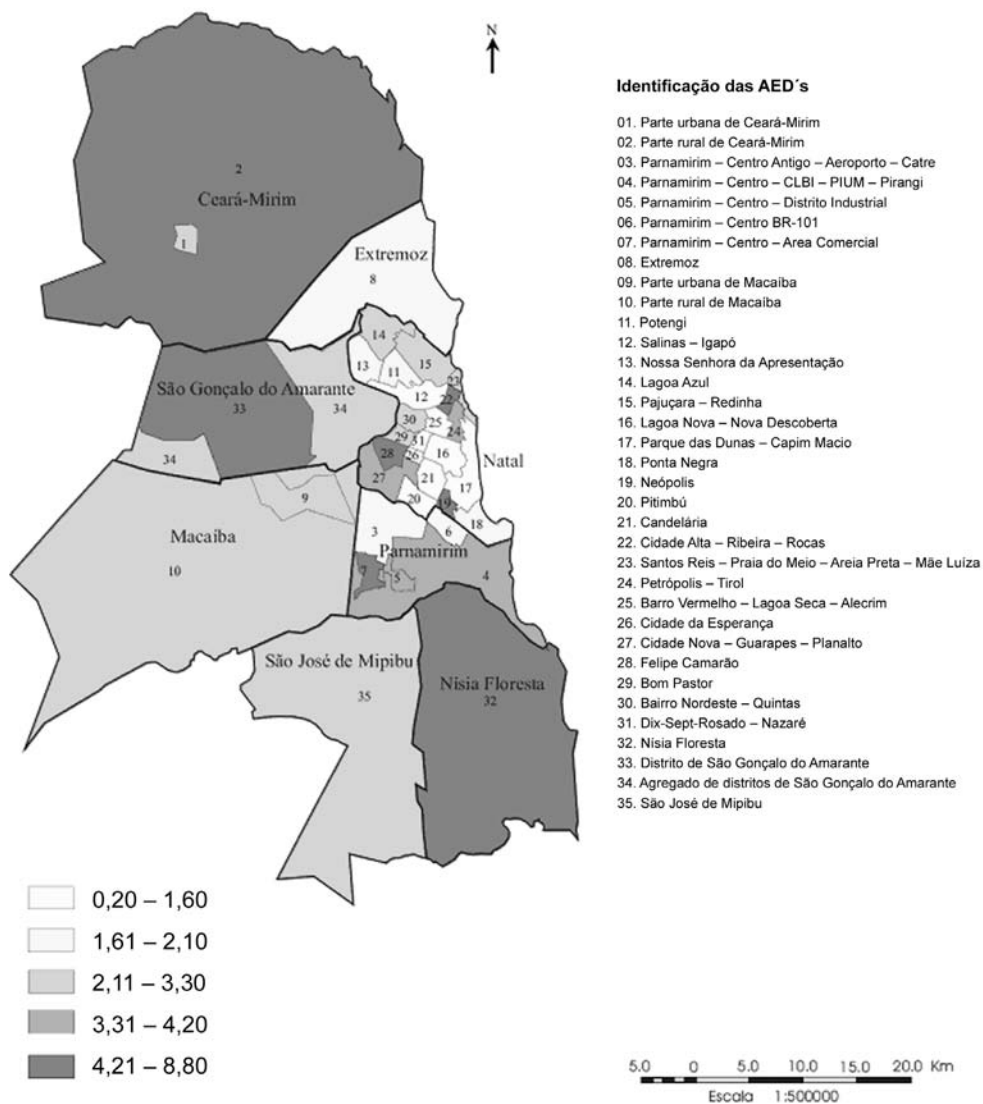 N
2
Ceará-Mirim
1
Extremoz
8
14
15
13
11
12
23
22
São Gonçalo do Amarante
33
34
30
25
24
29
31
28
26
16
Natal
34
27
21
17
20
19
18
9
3
6
Macaíba
Parnamirim
10
7
5
4
São José de Mipibu
35
Nísia Floresta
32
Identificação das AED´s
01. Parte urbana de Ceará-Mirim
02. Parte rural de Ceará-Mirim
03. Parnamirim – Centro Antigo – Aeroporto – Catre
04. Parnamirim – Centro – CLBI – PIUM – Pirangi
05. Parnamirim – Centro – Distrito Industrial
06. Parnamirim – Centro BR-101
07. Parnamirim – Centro – Area Comercial
08. Extremoz
09. Parte urbana de Macaíba
10. Parte rural de Macaíba
11. Potengi
12. Salinas – Igapó
13. Nossa Senhora da Apresentação
14. Lagoa Azul
15. Pajuçara – Redinha
16. Lagoa Nova – Nova Descoberta
17. Parque das Dunas – Capim Macio
18. Ponta Negra
19. Neópolis
20. Pitimbú
21. Candelária
22. Cidade Alta – Ribeira – Rocas
23. Santos Reis – Praia do Meio – Areia Preta – Mãe Luíza
24. Petrópolis – Tirol
25. Barro Vermelho – Lagoa Seca – Alecrim
26. Cidade da Esperança
27. Cidade Nova – Guarapes – Planalto
28. Felipe Camarão
29. Bom Pastor
30. Bairro Nordeste – Quintas
31. Dix-Sept-Rosado – Nazaré
32. Nísia Floresta
33. Distrito de São Gonçalo do Amarante
34. Agregado de distritos de São Gonçalo do Amarante
35. São José de Mipibu
0,20 – 1,60
1,61 – 2,10
2,11 – 3,30
3,31 – 4,20
4,21 – 8,80
5.0 0 5.0 10.0 15.0 20.0 Km
Escala 1:500000